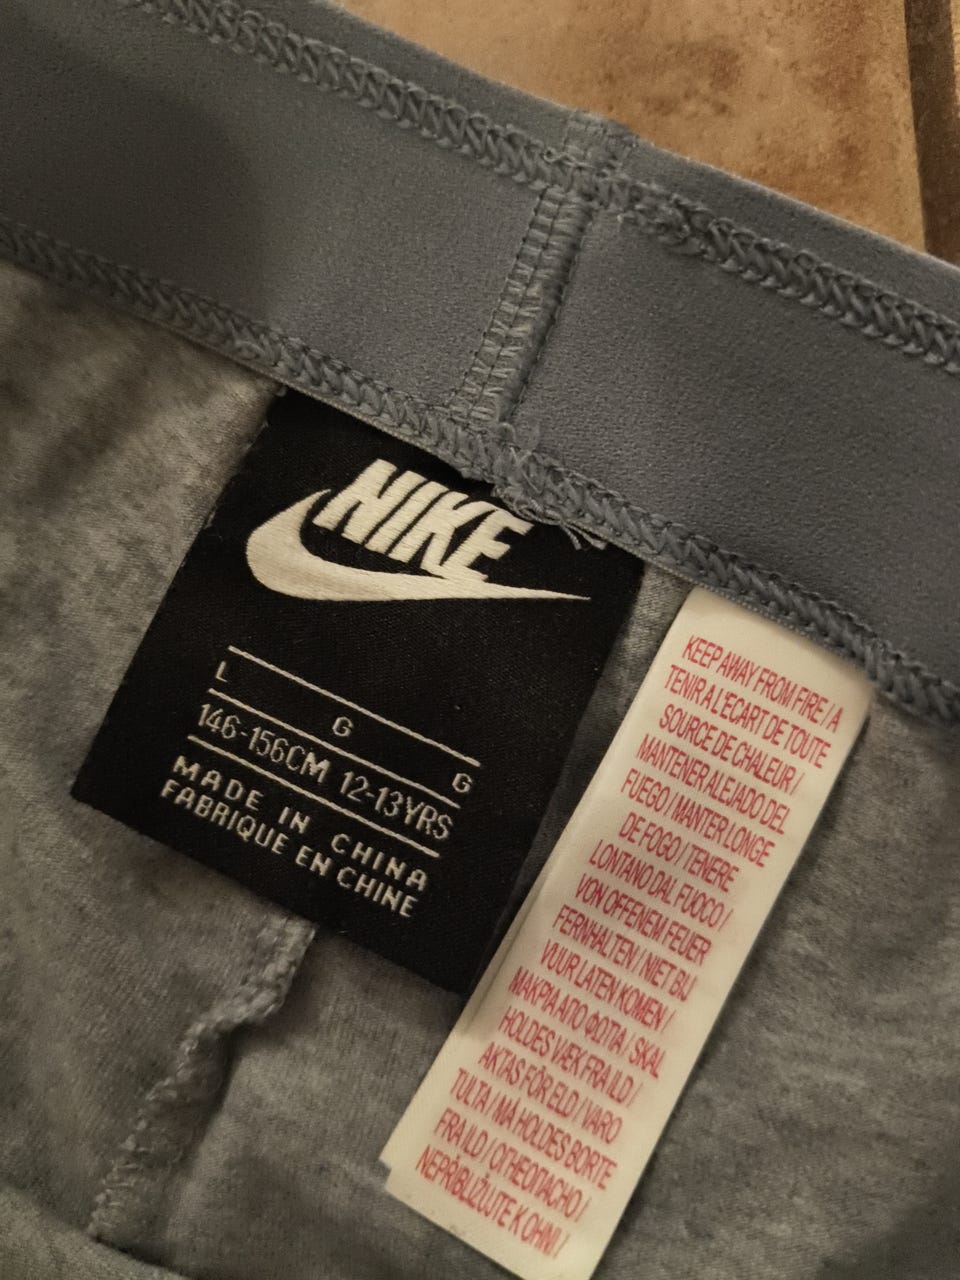 NIKE
L
G
G
146-156CM 12-13YRS
MADE IN CHINA
FABRIQUE EN CHINE
KEEP AWAY FROM FIRE / A
TENIR A L'ECART DE TOUTE
SOURCE DE CHALEUR /
MANTENER ALEJADO DEL
FUEGO / MANTER LONGE
DE FOGO / TENERE
LONTANO DAL FUOCO /
VON OFFENEM FEUER
FERNHALTEN / NIET BIJ
VUUR LATEN KOMEN /
ΜΑΚΡΙΑ ΑΠΟ ΦΩΤΙΑ / SKAL
HOLDES VÆK FRA ILD /
AKTAS FÖR ELD / VARO
TULTA / MÅ HOLDES BORTE
FRA ILD / ОГНЕОПАСНО /
NEPŘIBLIŽUJTE K OHNI /